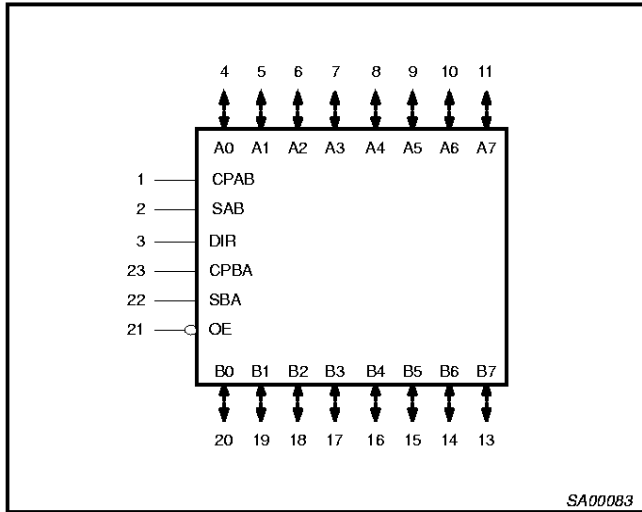 4 5 6 7 8 9 10 11
A0 A1 A2 A3 A4 A5 A6 A7
1 CPAB
2 SAB
3 DIR
23 CPBA
22 SBA
21 OE
B0 B1 B2 B3 B4 B5 B6 B7
20 19 18 17 16 15 14 13
SA00083